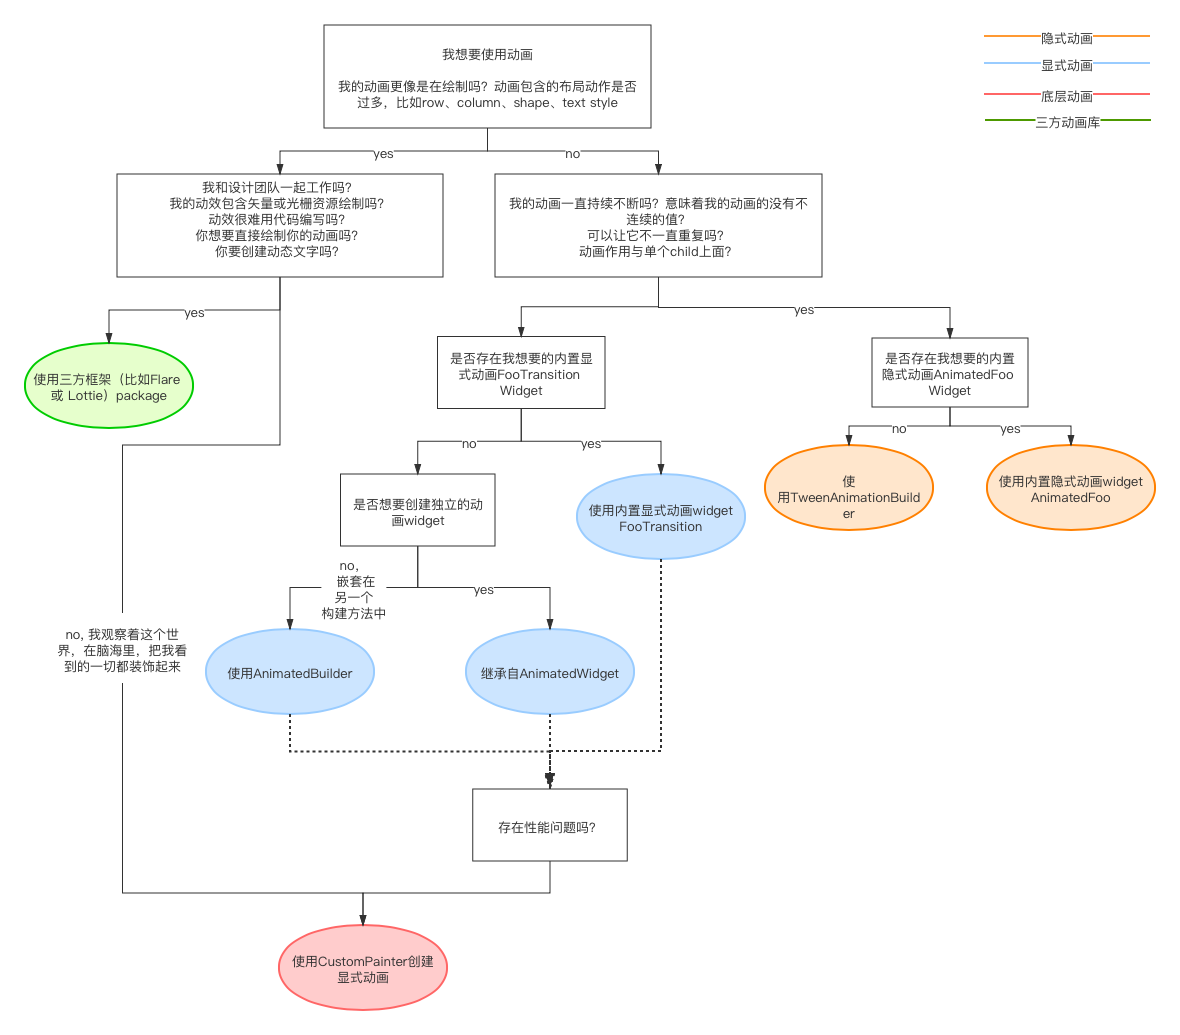 我想要使用动画
我的动画更像是在绘制吗？动画包含的布局动作是否
过多，比如row、column、shape、text style
隐式动画
显式动画
底层动画
三方动画库
yes
no
我和设计团队一起工作吗？
我的动效包含矢量或光栅资源绘制吗？
动效很难用代码编写吗？
你想要直接绘制你的动画吗？
你要创建动态文字吗？
我的动画一直持续不断吗？意味着我的动画的没有不
连续的值？
可以让它不一直重复吗？
动画作用与单个child上面？
yes
yes
使用三方框架（比如Flare
或 Lottie）package
是否存在我想要的内置显
式动画FooTransition
Widget
是否存在我想要的内置
隐式动画AnimatedFoo
Widget
no
yes
no
yes
是否想要创建独立的动
画widget
使用内置显式动画widget
FooTransition
使
用TweenAnimationBuild
er
使用内置隐式动画widget
AnimatedFoo
no，
嵌套在
另一个
构建方法中
yes
no, 我观察着这个世
界，在脑海里，把我看
到的一切都装饰起来
使用AnimatedBuilder
继承自AnimatedWidget
存在性能问题吗？
使用CustomPainter创建
显式动画